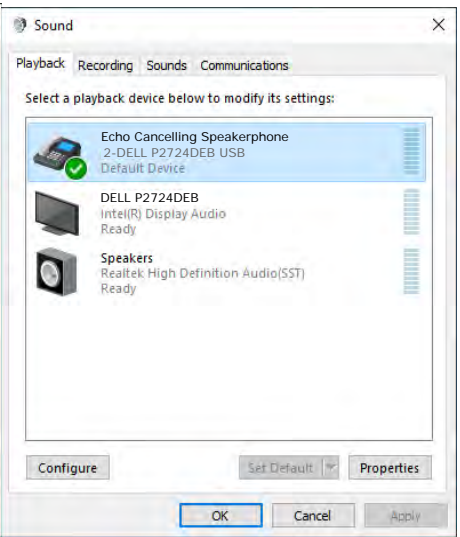 Sound
Playback Recording Sounds Communications
Select a playback device below to modify its settings:
Echo Cancelling Speakerphone
2-DELL P2724DEB USB
Default Device
DELL P2724DEB
Intel(R) Display Audio
Ready
Speakers
Realtek High Definition Audio(SST)
Ready
Configure Set Default Properties
OK Cancel Apply